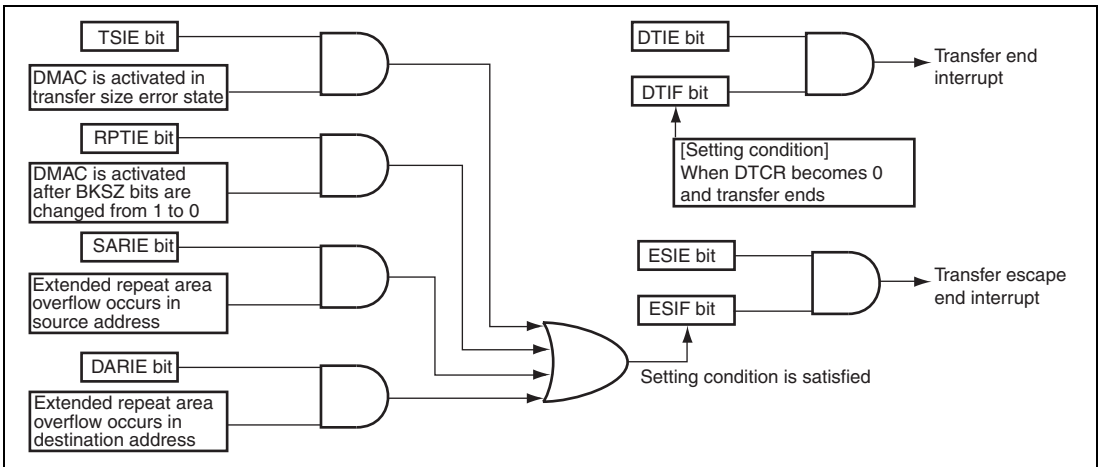 TSIE bit
DMAC is activated in
transfer size error state
RPTIE bit
DMAC is activated
after BKSZ bits are
changed from 1 to 0
SARIE bit
Extended repeat area
overflow occurs in
source address
DARIE bit
Extended repeat area
overflow occurs in
destination address
DTIE bit
DTIF bit
Transfer end
interrupt
[Setting condition]
When DTCR becomes 0
and transfer ends
ESIE bit
ESIF bit
Transfer escape
end interrupt
Setting condition is satisfied